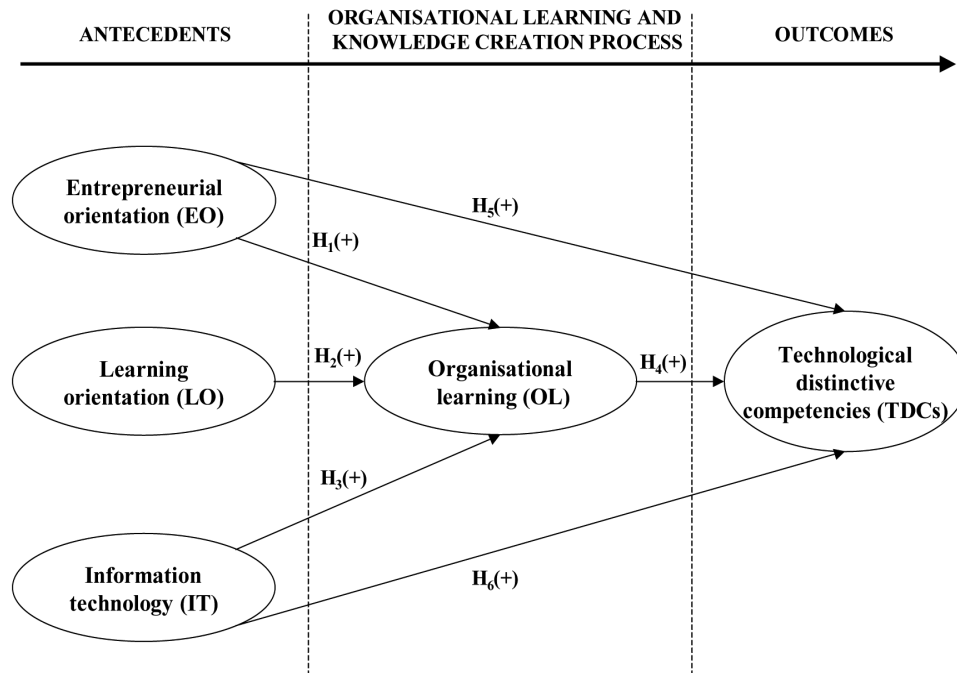 ANTECEDENTS
ORGANISATIONAL LEARNING AND
KNOWLEDGE CREATION PROCESS
OUTCOMES
Entrepreneurial
orientation (EO)
H₅(+)
H₁(+)
Learning
orientation (LO)
H₂(+)
Organisational
learning (OL)
H₄(+)
Technological
distinctive
competencies (TDCs)
H₃(+)
Information
technology (IT)
H₆(+)